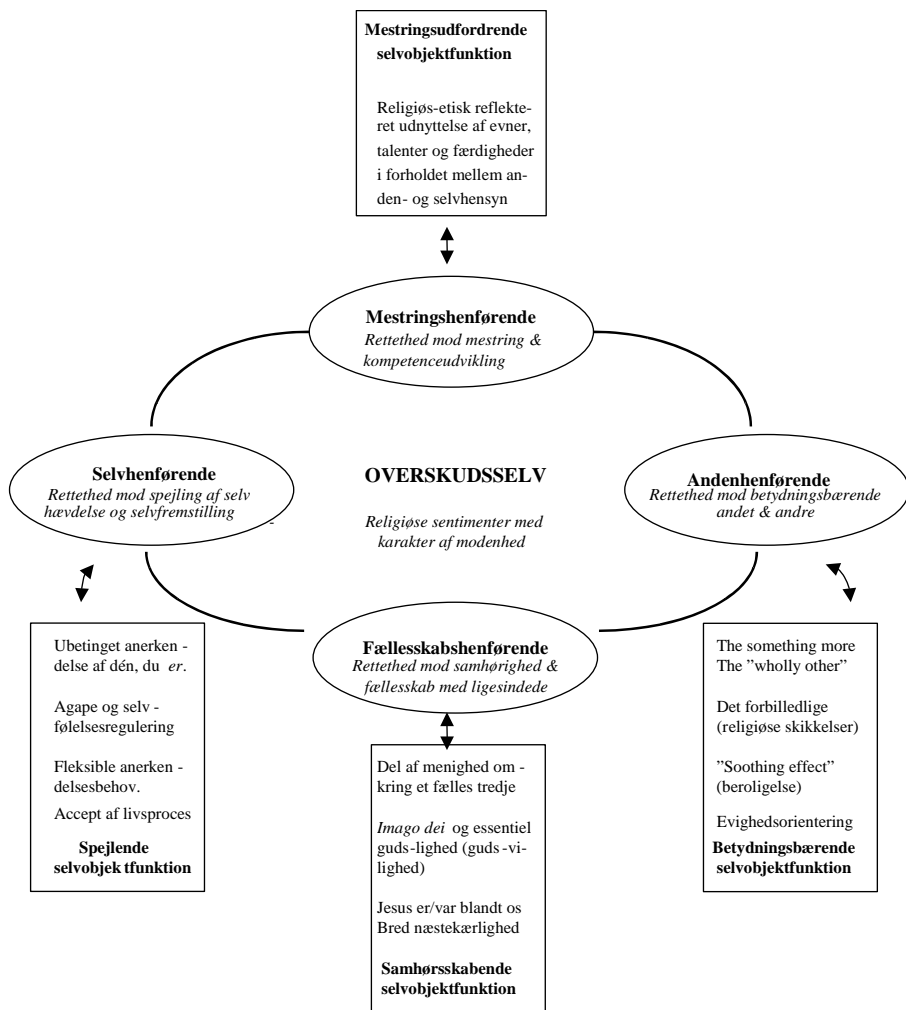 Mestringsudfordrende
selvobjektfunktion
Religiøs-etisk reflekte-
ret udnyttelse af evner,
talenter og færdigheder
i forholdet mellem an-
den- og selvhensyn
Mestringshenførende
Rettethed mod mestring &
kompetenceudvikling
Selvhenførende
Rettethed mod spejling af selv
hævdelse og selvfremstilling
-
OVERSKUDSSELV
Religiøse sentimenter med
karakter af modenhed
Andenhenførende
Rettethed mod betydningsbærende
andet & andre
Fællesskabshenførende
Rettethed mod samhørighed &
fællesskab med ligesindede
Ubetinget anerken -
delse af dén, du er.
Agape og selv -
følelsesregulering
Fleksible anerken -
delsesbehov.
Accept af livsproces
Spejlende
selvobjektfunktion
Del af menighed om -
kring et fælles tredje
Imago dei og essentiel
guds-lighed (guds-vi-
lighed)
Jesus er/var blandt os
Bred næstekærlighed
Samhørsskabende
selvobjektfunktion
The something more
The ”wholly other”
Det forbilledlige
(religiøse skikkelser)
”Soothing effect”
(beroligelse)
Evighedsorientering
Betydningsbærende
selvobjektfunktion